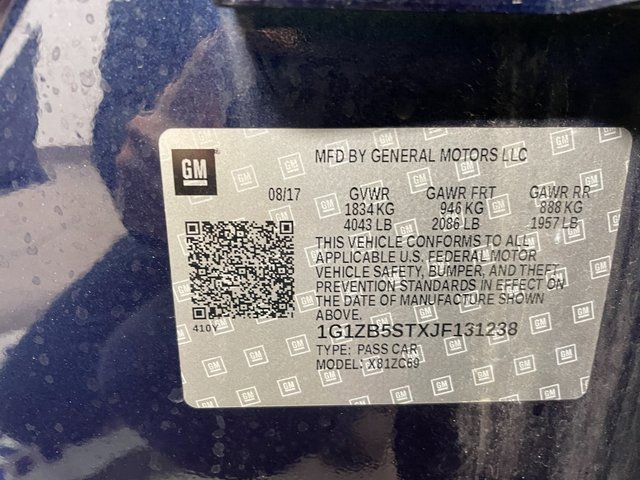 GM
MFD BY GENERAL MOTORS LLC
08/17 GVWR GAWR FRT GAWR RR
1834 KG 946 KG 888 KG
4043 LB 2086 LB 1957 LB
THIS VEHICLE CONFORMS TO ALL
APPLICABLE U.S. FEDERAL MOTOR
VEHICLE SAFETY, BUMPER, AND THEFT
PREVENTION STANDARDS IN EFFECT ON
THE DATE OF MANUFACTURE SHOWN
ABOVE.
410Y
1G1ZB5STXJF131238
TYPE: PASS CAR
MODEL: X81ZC69